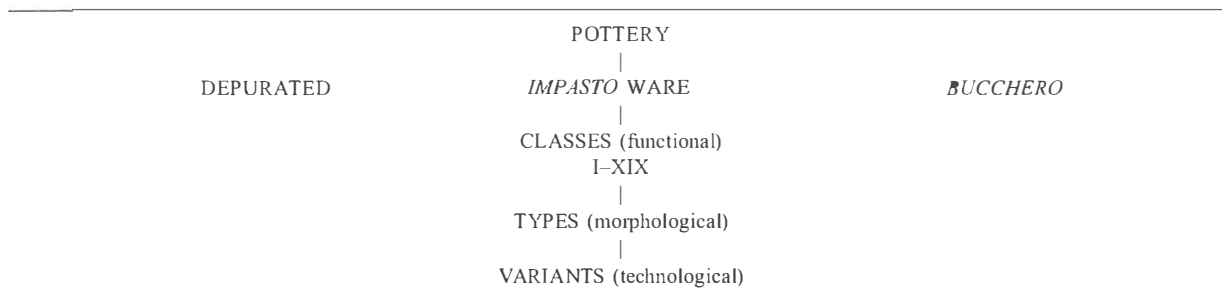 POTTERY
DEPURATED IMPASTO WARE BUCCHERO
CLASSES (functional)
I–XIX
TYPES (morphological)
VARIANTS (technological)